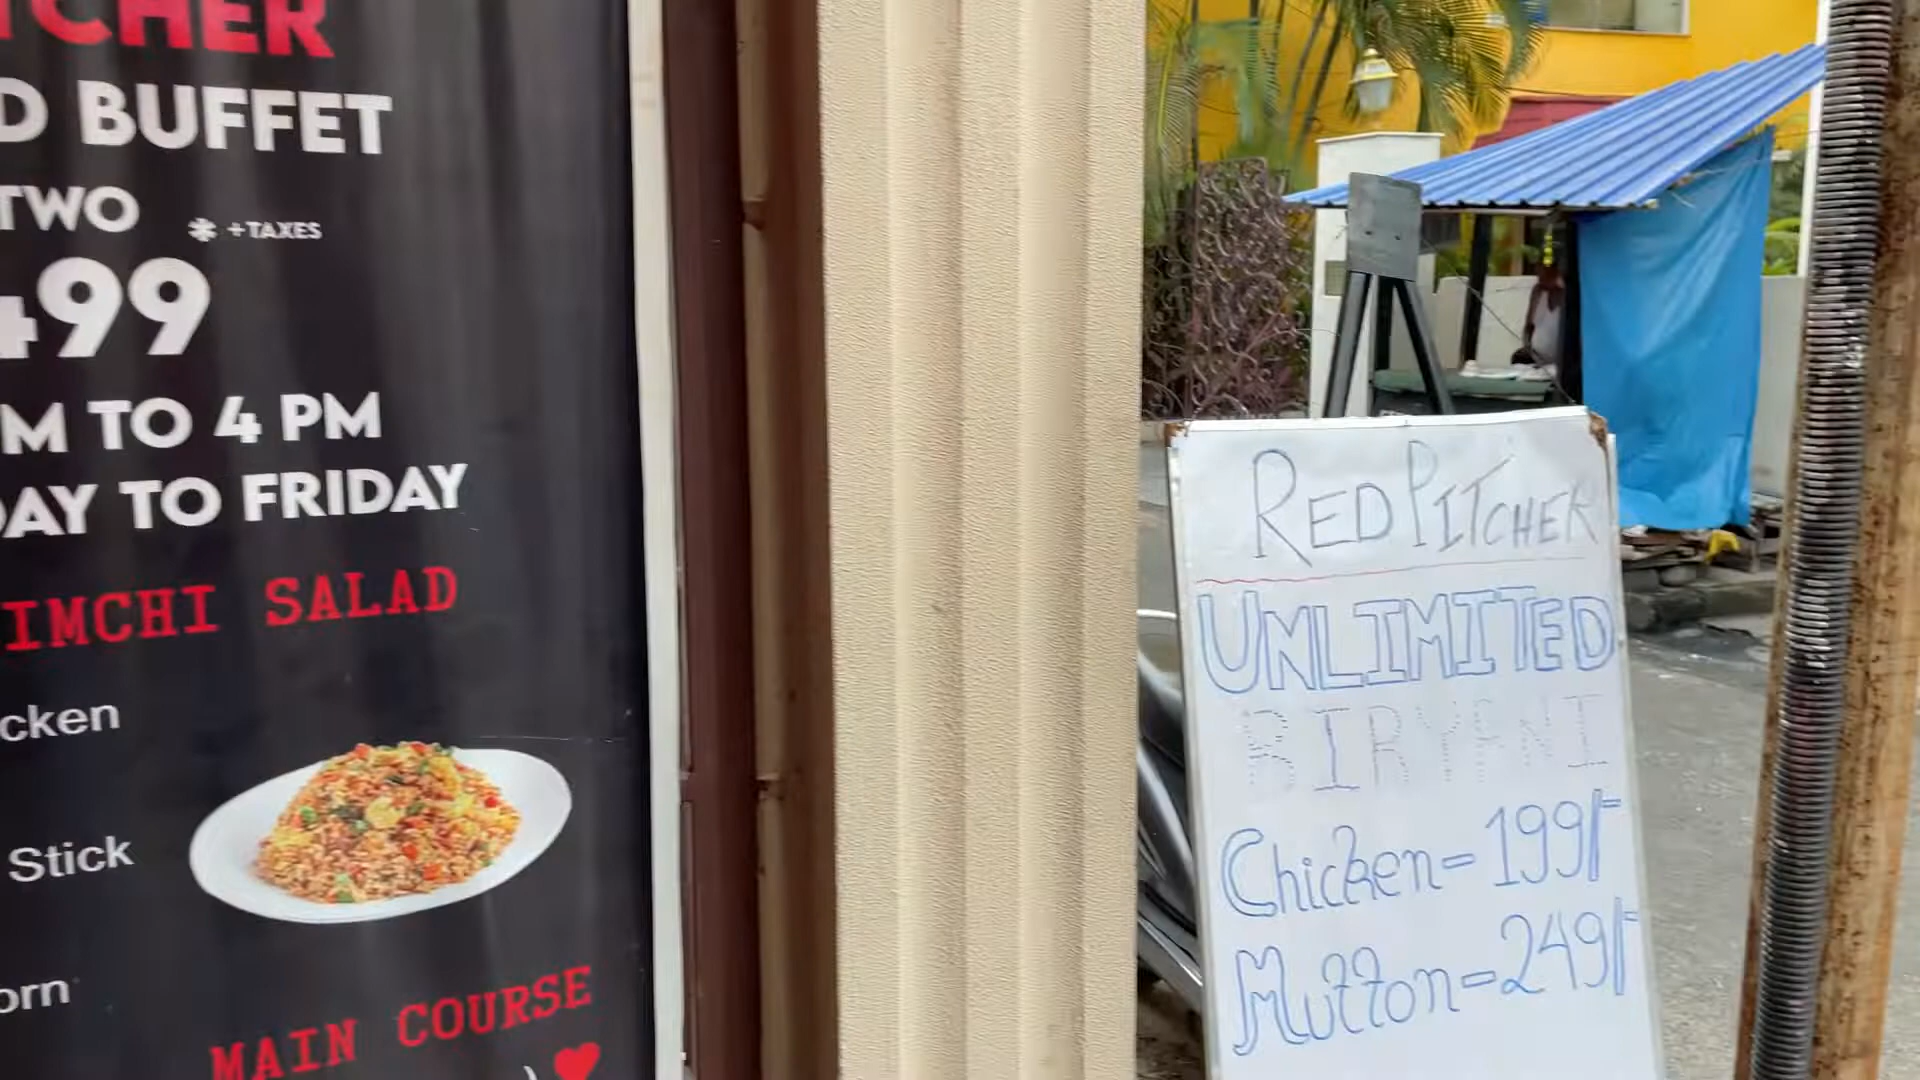 TCHER
D BUFFET
TWO
* +TAXES
499
M TO 4 PM
DAY TO FRIDAY
IMCHI SALAD
cken
Stick
orn
MAIN COURSE
)
RED PITCHER
UNLIMITED
BIRYANI
Chicken=199/-
Mutton=249/-